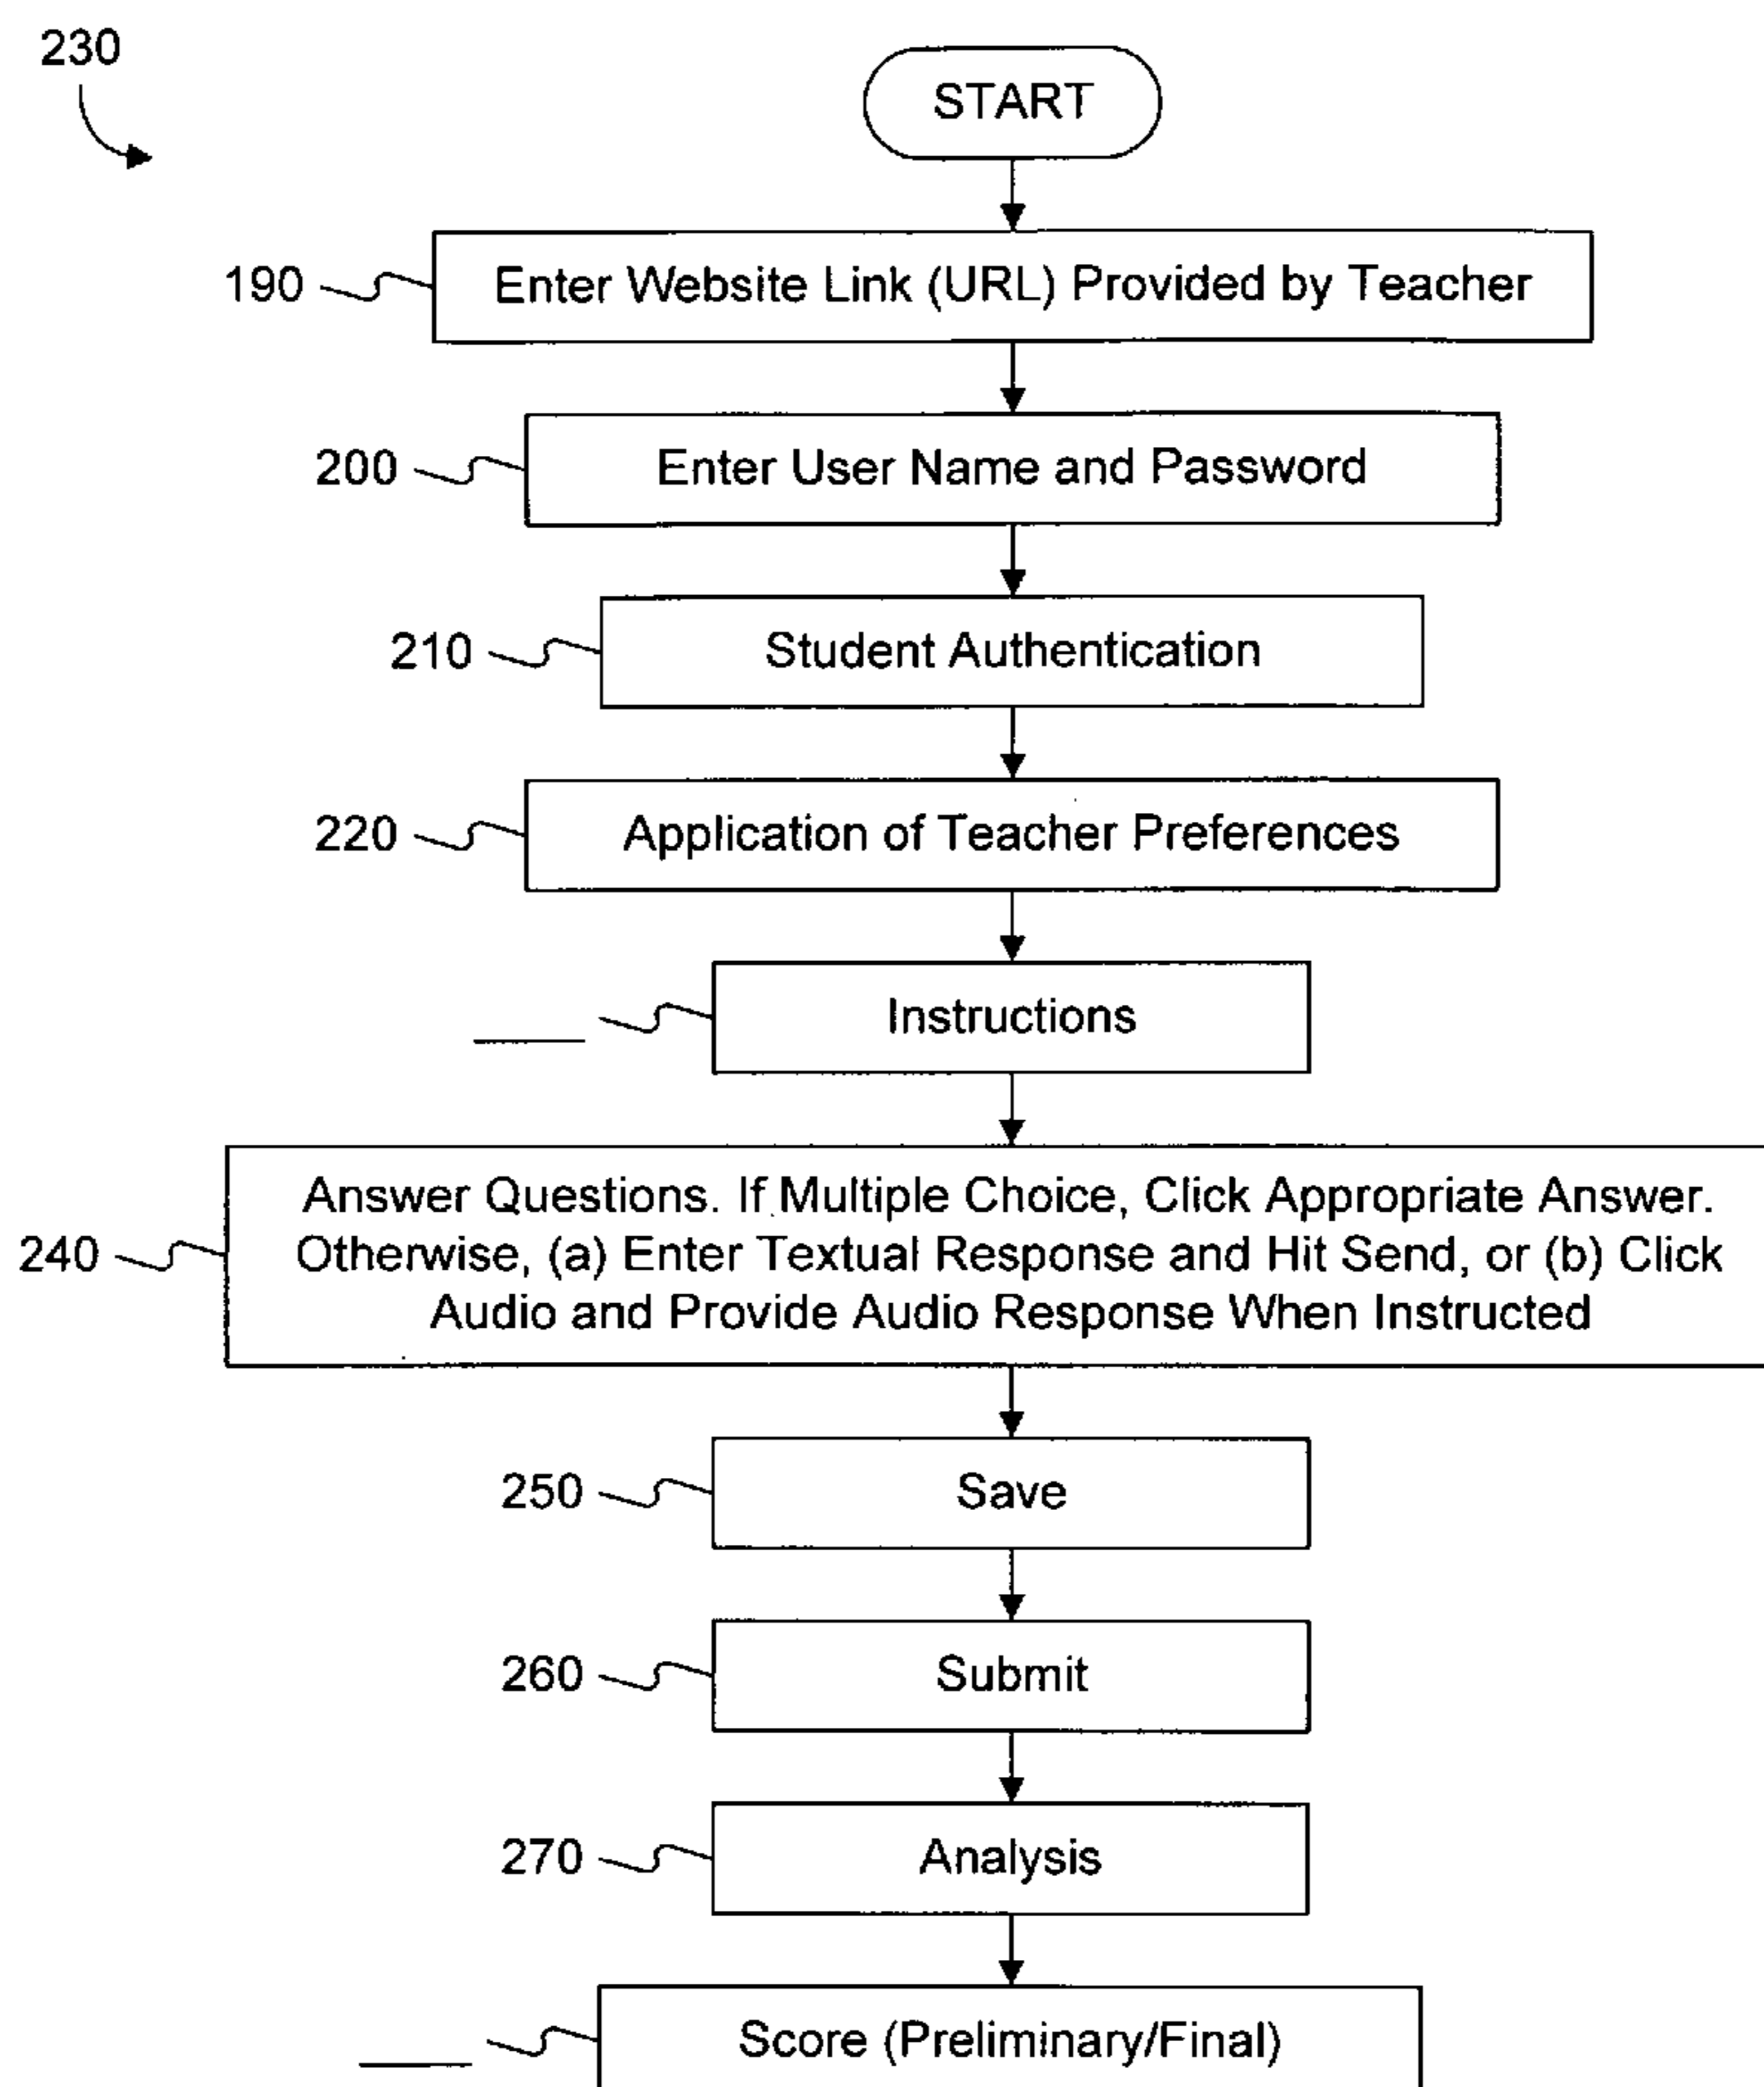 230
START
190
Enter Website Link (URL) Provided by Teacher
200
Enter User Name and Password
210
Student Authentication
220
Application of Teacher Preferences
Instructions
240
Answer Questions. If Multiple Choice, Click Appropriate Answer.
Otherwise, (a) Enter Textual Response and Hit Send, or (b) Click
Audio and Provide Audio Response When Instructed
250
Save
260
Submit
270
Analysis
Score (Preliminary/Final)